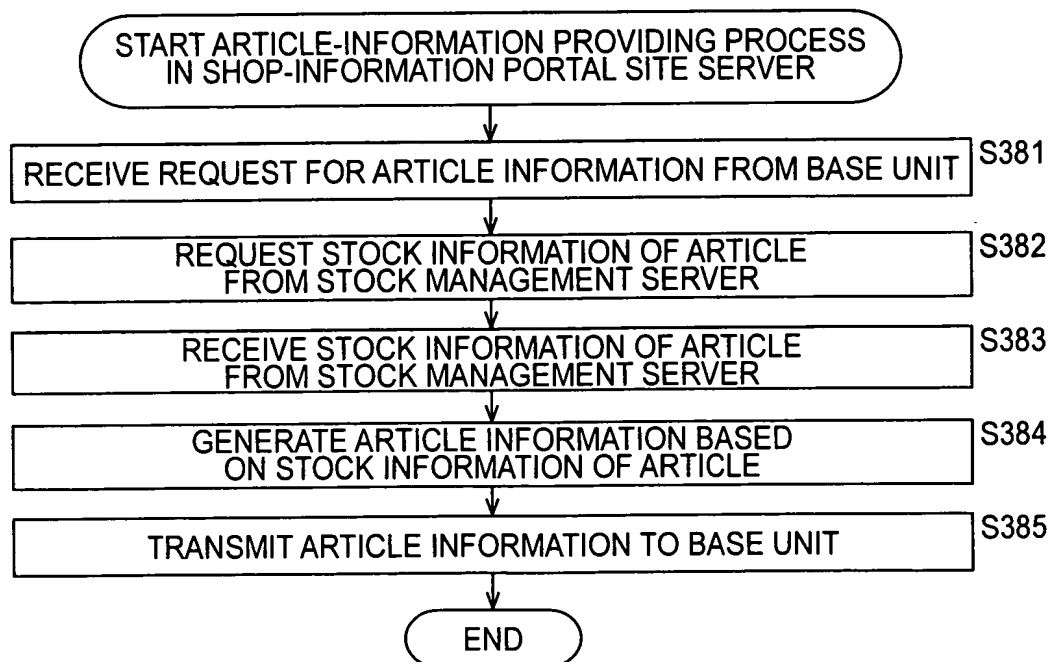 START ARTICLE-INFORMATION PROVIDING PROCESS
IN SHOP-INFORMATION PORTAL SITE SERVER
RECEIVE REQUEST FOR ARTICLE INFORMATION FROM BASE UNIT
S381
REQUEST STOCK INFORMATION OF ARTICLE
FROM STOCK MANAGEMENT SERVER
S382
RECEIVE STOCK INFORMATION OF ARTICLE
FROM STOCK MANAGEMENT SERVER
S383
GENERATE ARTICLE INFORMATION BASED
ON STOCK INFORMATION OF ARTICLE
S384
TRANSMIT ARTICLE INFORMATION TO BASE UNIT
S385
END